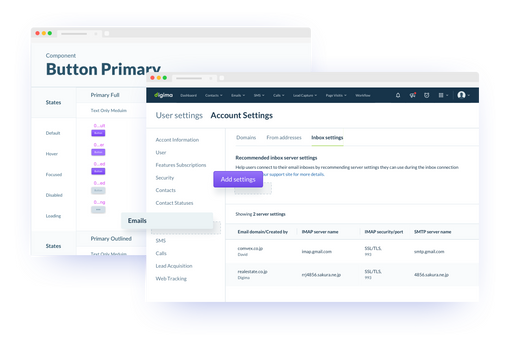 Component
Button Primary
States
Primary Full
Text Only Medium
Default
Hover
Focused
Disabled
Loading
States
Primary Outlined
Text Only Medium
digima
Dashboard
Contacts
Emails
SMS
Calls
Lead Capture
Page Visits
Workflow
User settings
Account Settings
Account Information
User
Features Subscriptions
Security
Contacts
Contact Statuses
Emails
SMS
Calls
Lead Acquisition
Web Tracking
Domains
From addresses
Inbox settings
Recommended inbox server settings
Help users connect to their email inboxes by recommending server settings they can use during the inbox connection
our support site for more details.
Add settings
Showing 2 server settings
Email domain/Created by
IMAP server name
IMAP security/port
SMTP server name
comvex.co.jp
David
imap.gmail.com
SSL/TLS,
993
smtp.gmail.com
realestate.co.jp
Digima
SSL/TLS,
993
4856.sakura.ne.jp